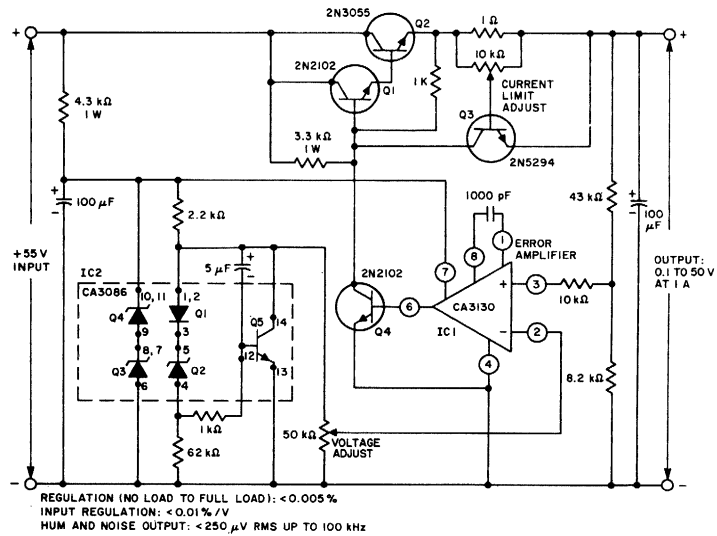 2N3055
Q2
1 Ω
+
+
2N2102
10 kΩ
Q1
1 K
CURRENT
LIMIT
ADJUST
4.3 kΩ
1 W
Q3
3.3 kΩ
1 W
2N5294
1000 pF
+
100 µF
−
2.2 kΩ
43 kΩ
+
100
µF
−
1
ERROR
AMPLIFIER
8
+55 V
INPUT
+
5 µF
−
7
OUTPUT:
0.1 TO 50 V
AT 1 A
IC2
CA3086
2N2102
+
3
10 kΩ
10, 11
1, 2
Q4
Q1
Q5
14
6
CA3130
9
3
Q4
IC1
−
2
8, 7
5
12
13
4
Q3
Q2
6
4
8.2 kΩ
1 kΩ
50 kΩ
VOLTAGE
ADJUST
62 kΩ
−
−
REGULATION (NO LOAD TO FULL LOAD): <0.005%
INPUT REGULATION: <0.01%/V
HUM AND NOISE OUTPUT: <250 µV RMS UP TO 100 kHz